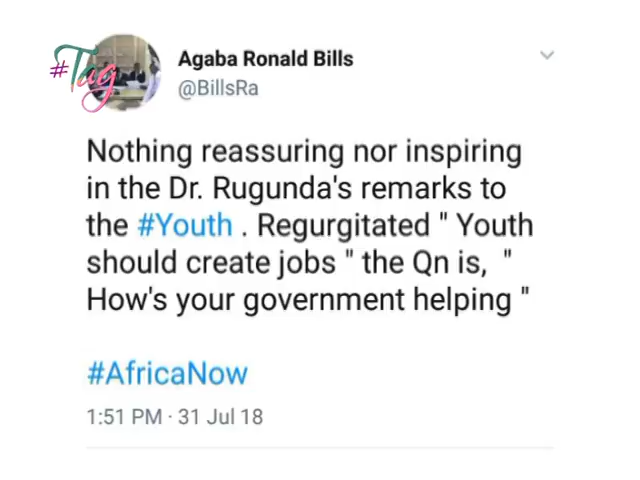 #Tug
Agaba Ronald Bills
@BillsRa
Nothing reassuring nor inspiring
in the Dr. Rugunda's remarks to
the #Youth . Regurgitated " Youth
should create jobs " the Qn is, "
How's your government helping "
#AfricaNow
1:51 PM · 31 Jul 18